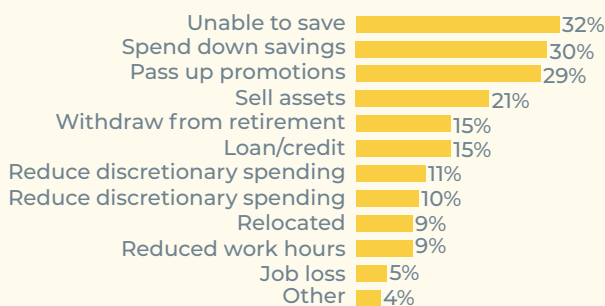 Unable to save 32%
Spend down savings 30%
Pass up promotions 29%
Sell assets 21%
Withdraw from retirement 15%
Loan/credit 15%
Reduce discretionary spending 11%
Reduce discretionary spending 10%
Relocated 9%
Reduced work hours 9%
Job loss 5%
Other 4%